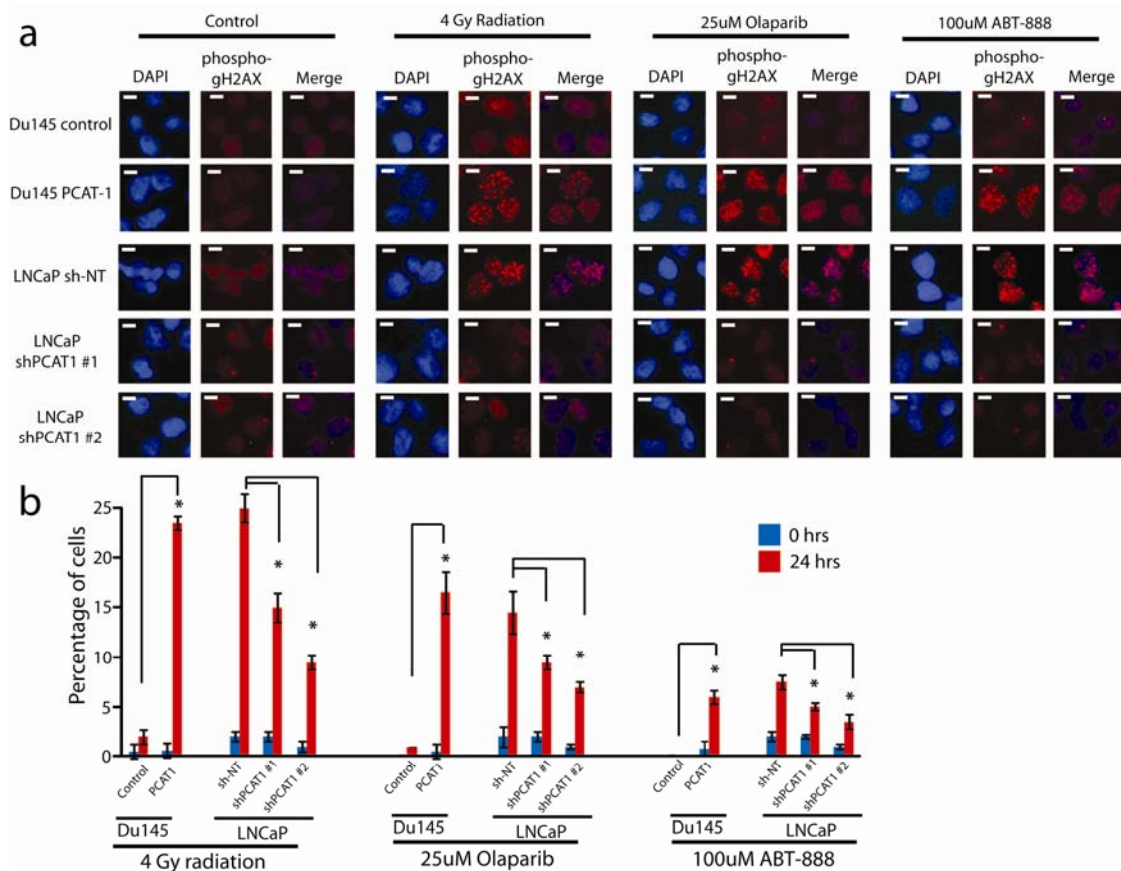 a
Control
4 Gy Radiation
25uM Olaparib
100uM ABT-888
DAPI
phospho-
gH2AX
Merge
DAPI
phospho-
gH2AX
Merge
DAPI
phospho-
gH2AX
Merge
DAPI
phospho-
gH2AX
Merge
Du145 control
Du145 PCAT-1
LNCaP sh-NT
LNCaP
shPCAT1 #1
LNCaP
shPCAT1 #2
b
Percentage of cells
25
20
15
10
5
0
* * *
* * *
* * *
0 hrs
24 hrs
Control
PCAT1
sh-NT
shPCAT1 #1
shPCAT1 #2
Control
PCAT1
sh-NT
shPCAT1 #1
shPCAT1 #2
Control
PCAT1
sh-NT
shPCAT1 #1
shPCAT1 #2
Du145
LNCaP
Du145
LNCaP
Du145
LNCaP
4 Gy radiation
25uM Olaparib
100uM ABT-888